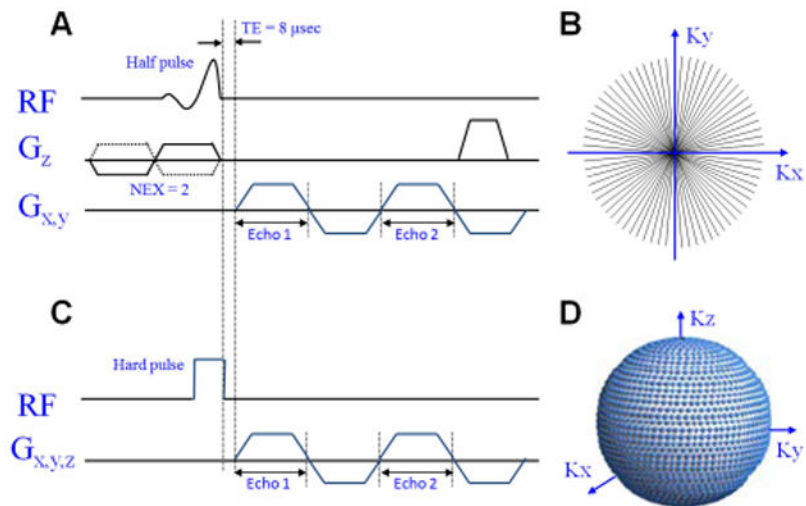 A
TE = 8 μsec
Half pulse
RF
Gz
NEX = 2
Gx,y
Echo 1
Echo 2
B
Ky
Kx
C
Hard pulse
RF
Gx,y,z
Echo 1
Echo 2
D
Kz
Ky
Kx